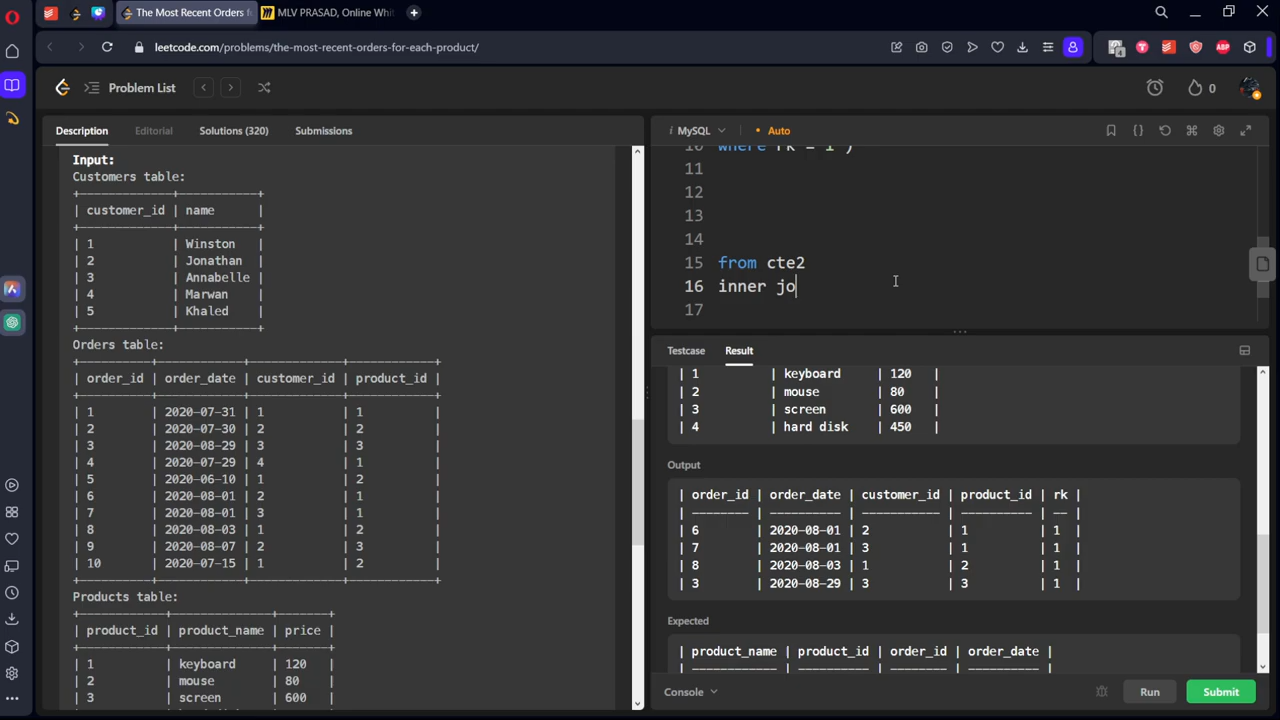 The Most Recent Orders f
MLV PRASAD, Online Whi
leetcode.com/problems/the-most-recent-orders-for-each-product/
ABP
Problem List
0
Description
Editorial
Solutions (320)
Submissions
Input:
Customers table:
+-------------+-----------+
| customer_id | name |
+-------------+-----------+
| 1 | Winston |
| 2 | Jonathan |
| 3 | Annabelle |
| 4 | Marwan |
| 5 | Khaled |
+-------------+-----------+
Orders table:
+----------+------------+-------------+------------+
| order_id | order_date | customer_id | product_id |
+----------+------------+-------------+------------+
| 1 | 2020-07-31 | 1 | 1 |
| 2 | 2020-07-30 | 2 | 2 |
| 3 | 2020-08-29 | 3 | 3 |
| 4 | 2020-07-29 | 4 | 1 |
| 5 | 2020-06-10 | 1 | 2 |
| 6 | 2020-08-01 | 2 | 1 |
| 7 | 2020-08-01 | 3 | 1 |
| 8 | 2020-08-03 | 1 | 2 |
| 9 | 2020-08-07 | 2 | 3 |
| 10 | 2020-07-15 | 1 | 2 |
+----------+------------+-------------+------------+
Products table:
+------------+--------------+-------+
| product_id | product_name | price |
+------------+--------------+-------+
| 1 | keyboard | 120 |
| 2 | mouse | 80 |
| 3 | screen | 600 |
i MySQL
• Auto
10 where rk = 1 )
11
12
13
14
15 from cte2
16 inner jo
17
Testcase
Result
| 1 | keyboard | 120 |
| 2 | mouse | 80 |
| 3 | screen | 600 |
| 4 | hard disk | 450 |
Output
| order_id | order_date | customer_id | product_id | rk |
| -------- | ---------- | ----------- | ---------- | -- |
| 6 | 2020-08-01 | 2 | 1 | 1 |
| 7 | 2020-08-01 | 3 | 1 | 1 |
| 8 | 2020-08-03 | 1 | 2 | 1 |
| 3 | 2020-08-29 | 3 | 3 | 1 |
Expected
| product_name | product_id | order_id | order_date |
| ------------ | ---------- | -------- | ---------- |
Console
Run
Submit